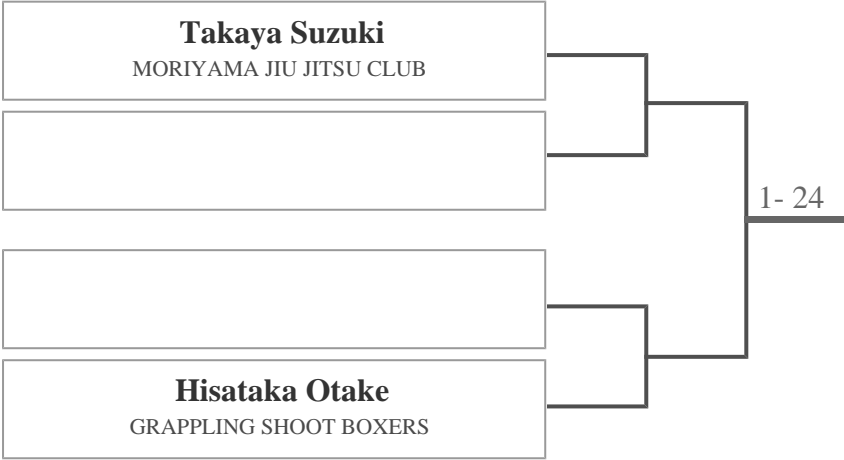 Takaya Suzuki
MORIYAMA JIU JITSU CLUB
1- 24
Hisataka Otake
GRAPPLING SHOOT BOXERS